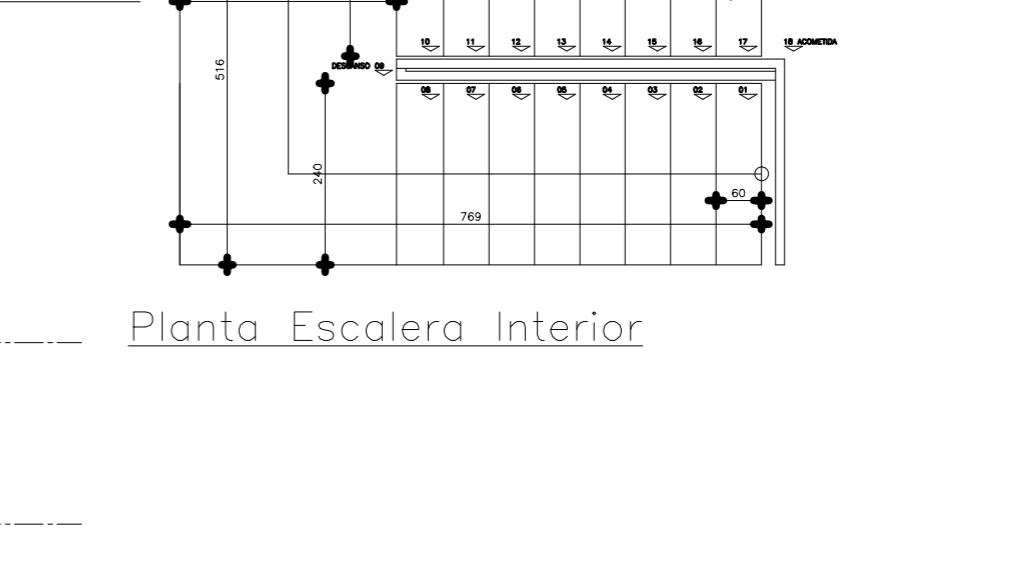 10 11 12 13 14 15 16 17 18 ACOMETIDA
516
DESCANSO 09
08 07 06 05 04 03 02 01
240
60
769
Planta Escalera Interior